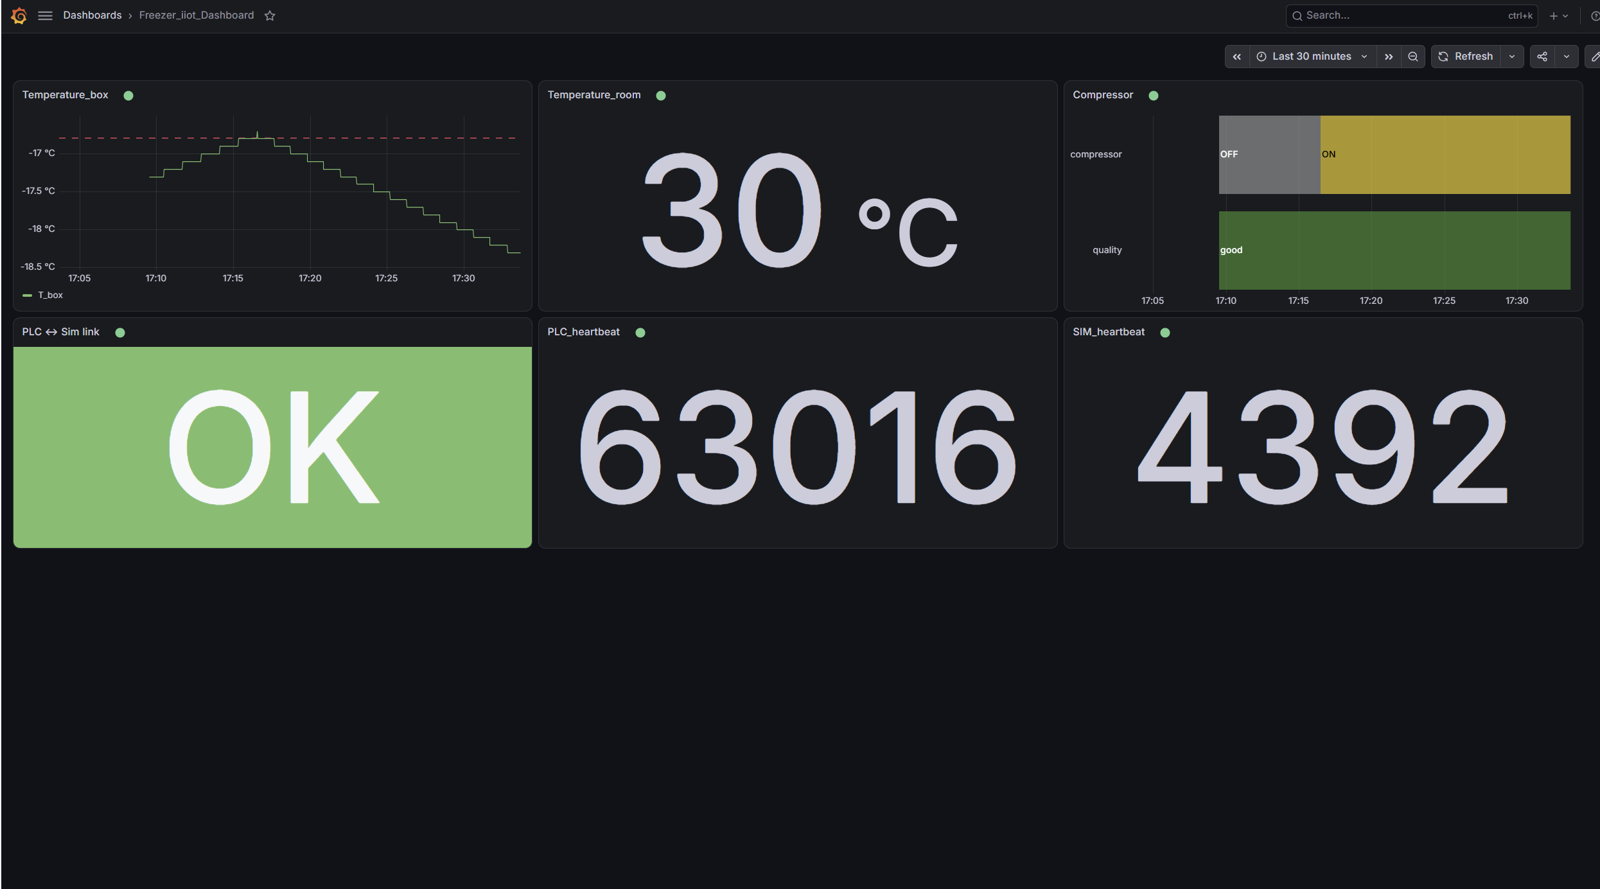 Dashboards › Freezer_iiot_Dashboard
Search... ctrl+k
Last 30 minutes Refresh
Temperature_box
-17 °C
-17.5 °C
-18 °C
-18.5 °C
17:05 17:10 17:15 17:20 17:25 17:30
T_box
Temperature_room
30 °C
Compressor
compressor OFF ON
quality good
17:05 17:10 17:15 17:20 17:25 17:30
PLC ↔ Sim link
OK
PLC_heartbeat
63016
SIM_heartbeat
4392